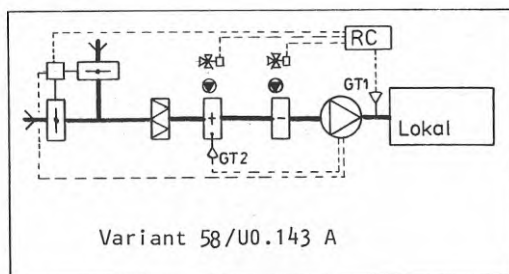 RC
GT1
Lokal
+
-
GT2
Variant 58/U0.143 A